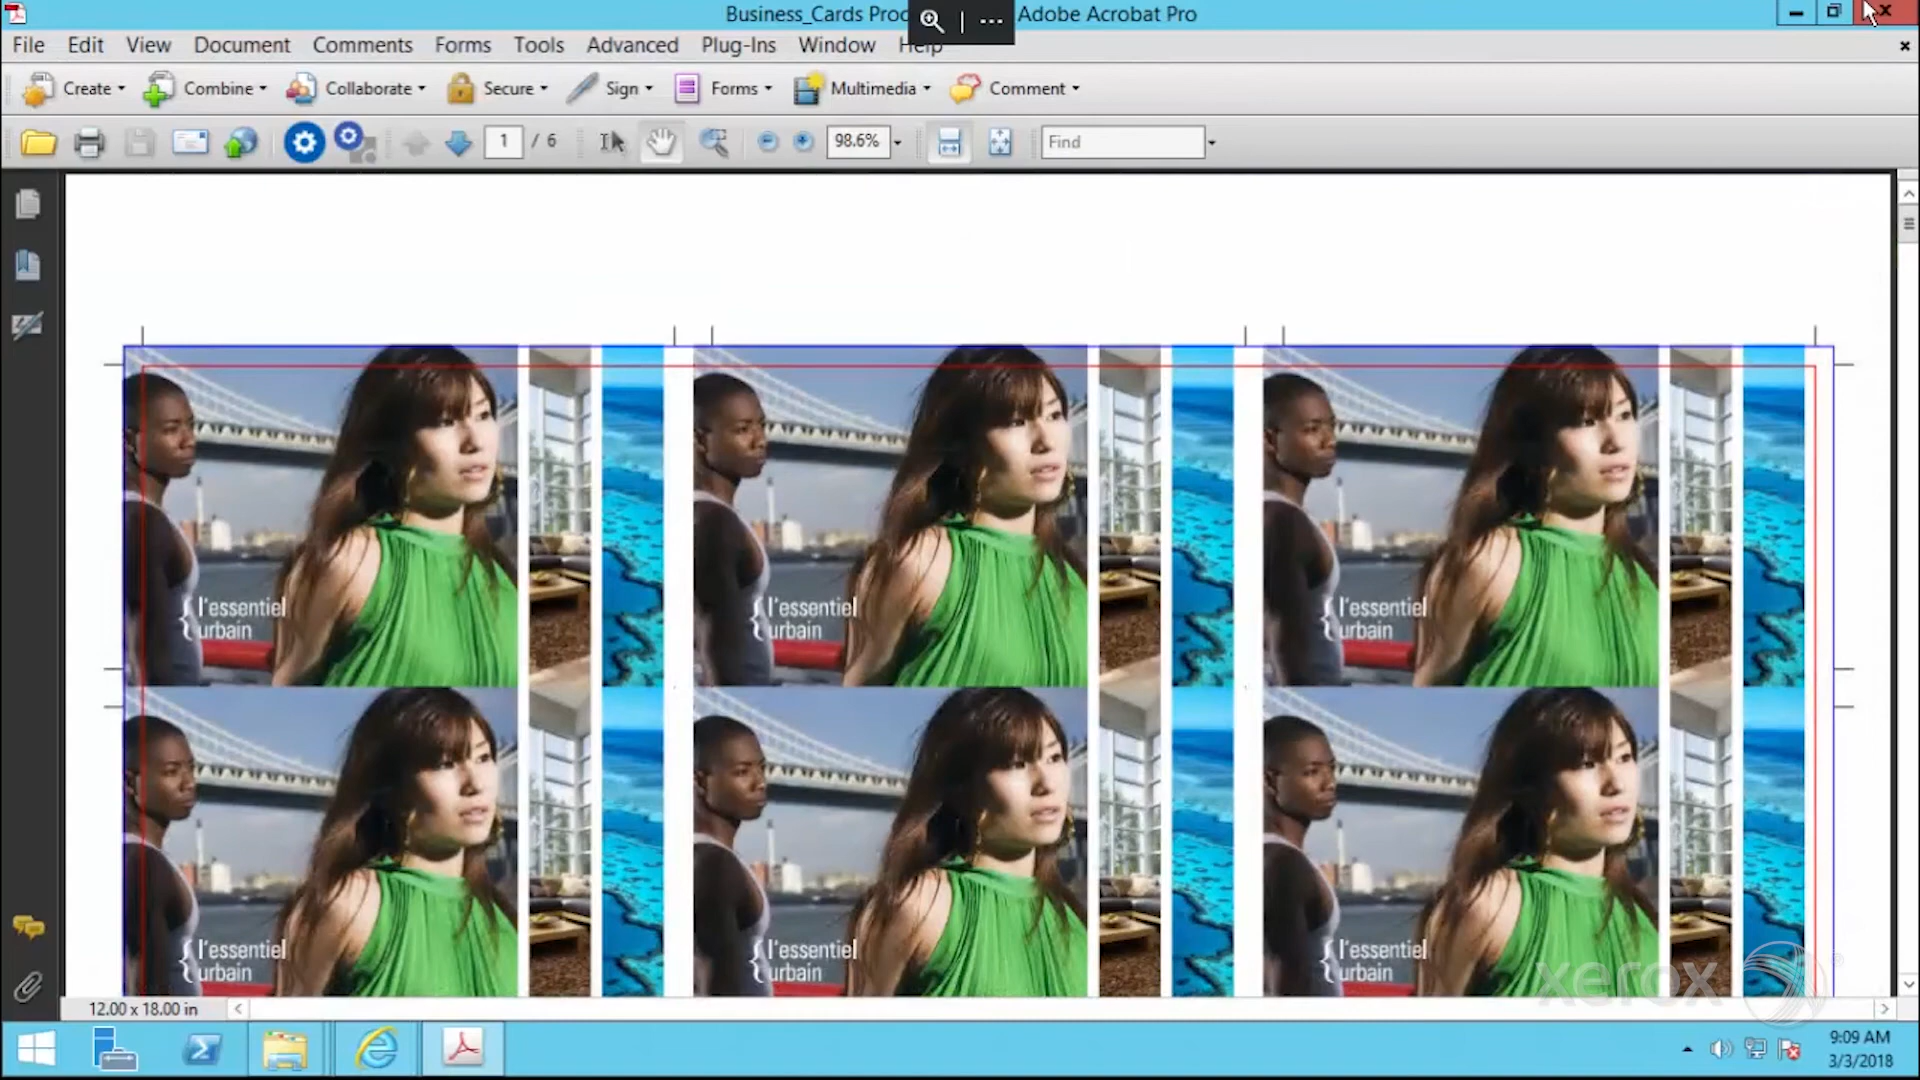 Business_Cards Proc
Adobe Acrobat Pro
File Edit View Document Comments Forms Tools Advanced Plug-Ins Window Help
Create Combine Collaborate Secure Sign Forms Multimedia Comment
1 / 6 98.6% Find
{ l'essentiel
urbain
{ l'essentiel
urbain
{ l'essentiel
urbain
{ l'essentiel
urbain
{ l'essentiel
urbain
{ l'essentiel
urbain
xerox
12.00 x 18.00 in
9:09 AM
3/3/2018